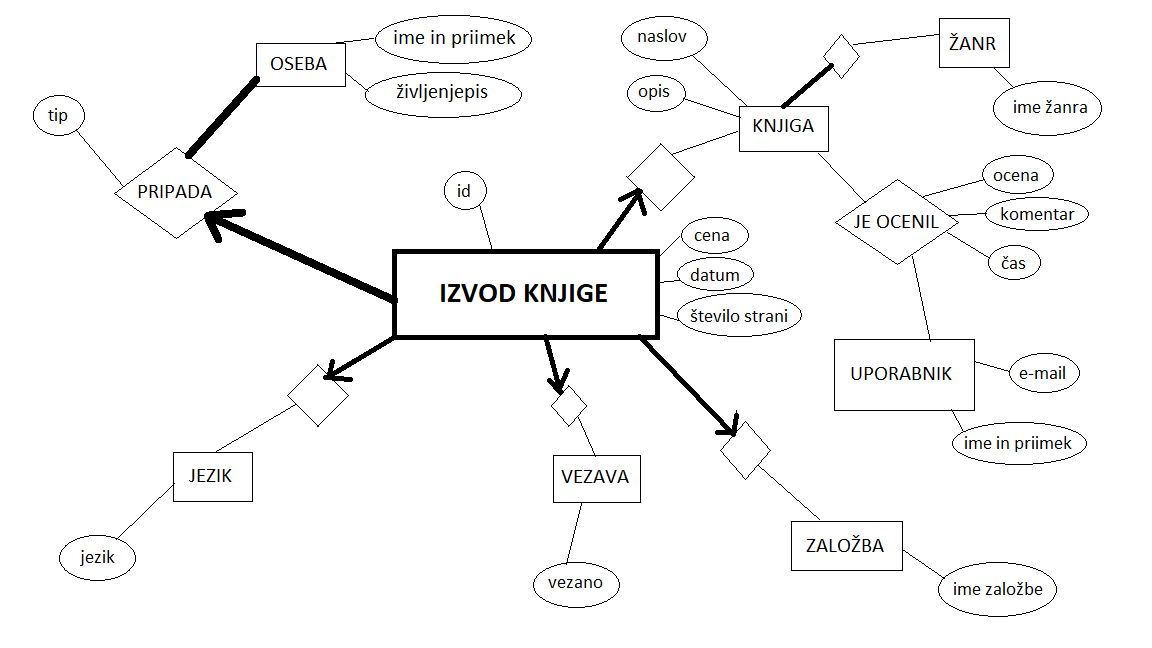 ime in priimek
OSEBA
življenjepis
tip
PRIPADA
naslov
opis
KNJIGA
ŽANR
ime žanra
JE OCENIL
ocena
komentar
čas
id
IZVOD KNJIGE
cena
datum
število strani
UPORABNIK
e-mail
ime in priimek
JEZIK
jezik
VEZAVA
vezano
ZALOŽBA
ime založbe